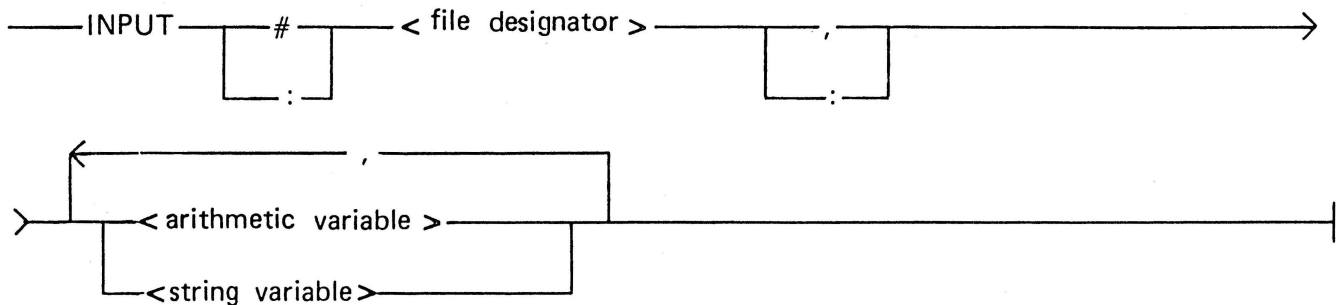 INPUT # < file designator > ,
: :
,
< arithmetic variable >
<string variable>